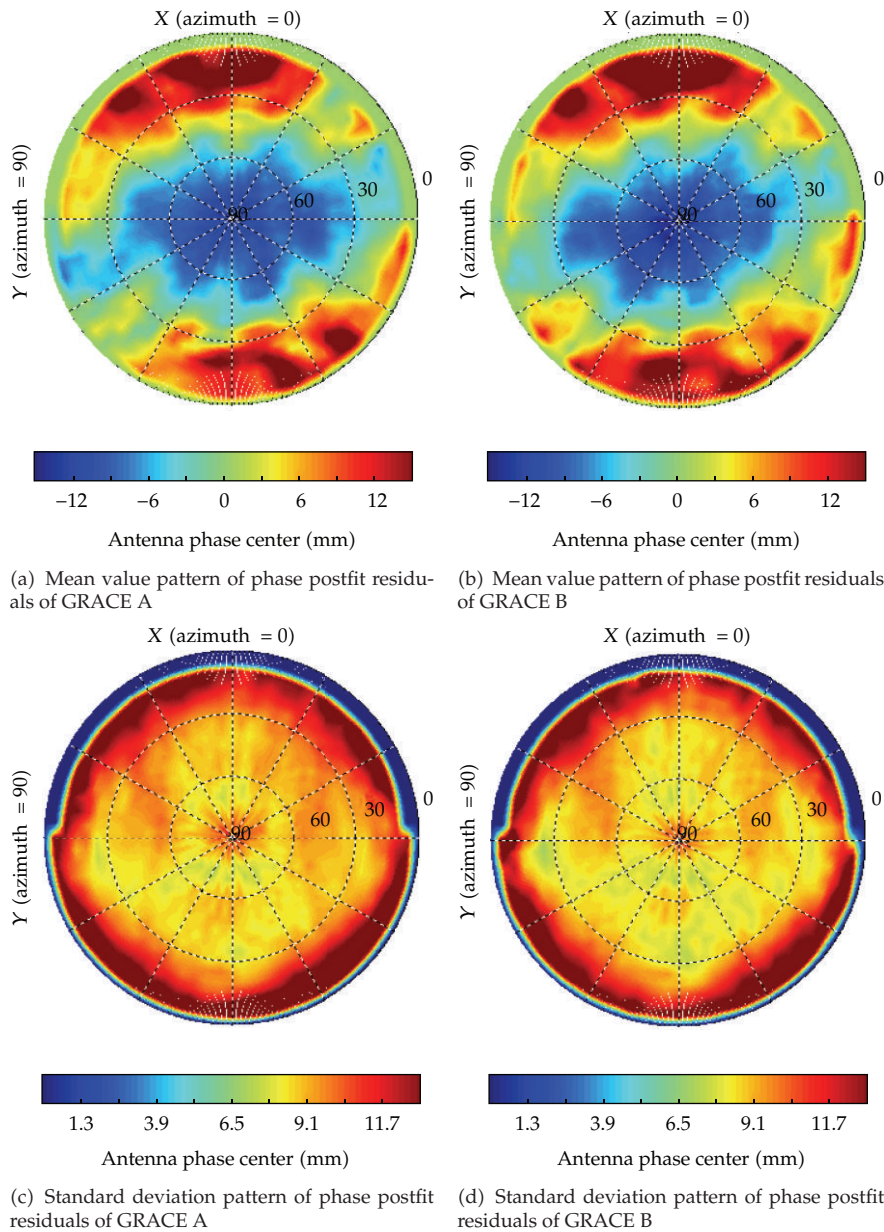 X (azimuth = 0)
X (azimuth = 0)
Y (azimuth = 90)
90
60
30
0
Y (azimuth = 90)
90
60
30
0
−12
−6
0
6
12
Antenna phase center (mm)
−12
−6
0
6
12
Antenna phase center (mm)
(a) Mean value pattern of phase postfit residu-
als of GRACE A
(b) Mean value pattern of phase postfit residuals
of GRACE B
X (azimuth = 0)
X (azimuth = 0)
Y (azimuth = 90)
90
60
30
0
Y (azimuth = 90)
90
60
30
0
1.3
3.9
6.5
9.1
11.7
Antenna phase center (mm)
1.3
3.9
6.5
9.1
11.7
Antenna phase center (mm)
(c) Standard deviation pattern of phase postfit
residuals of GRACE A
(d) Standard deviation pattern of phase postfit
residuals of GRACE B